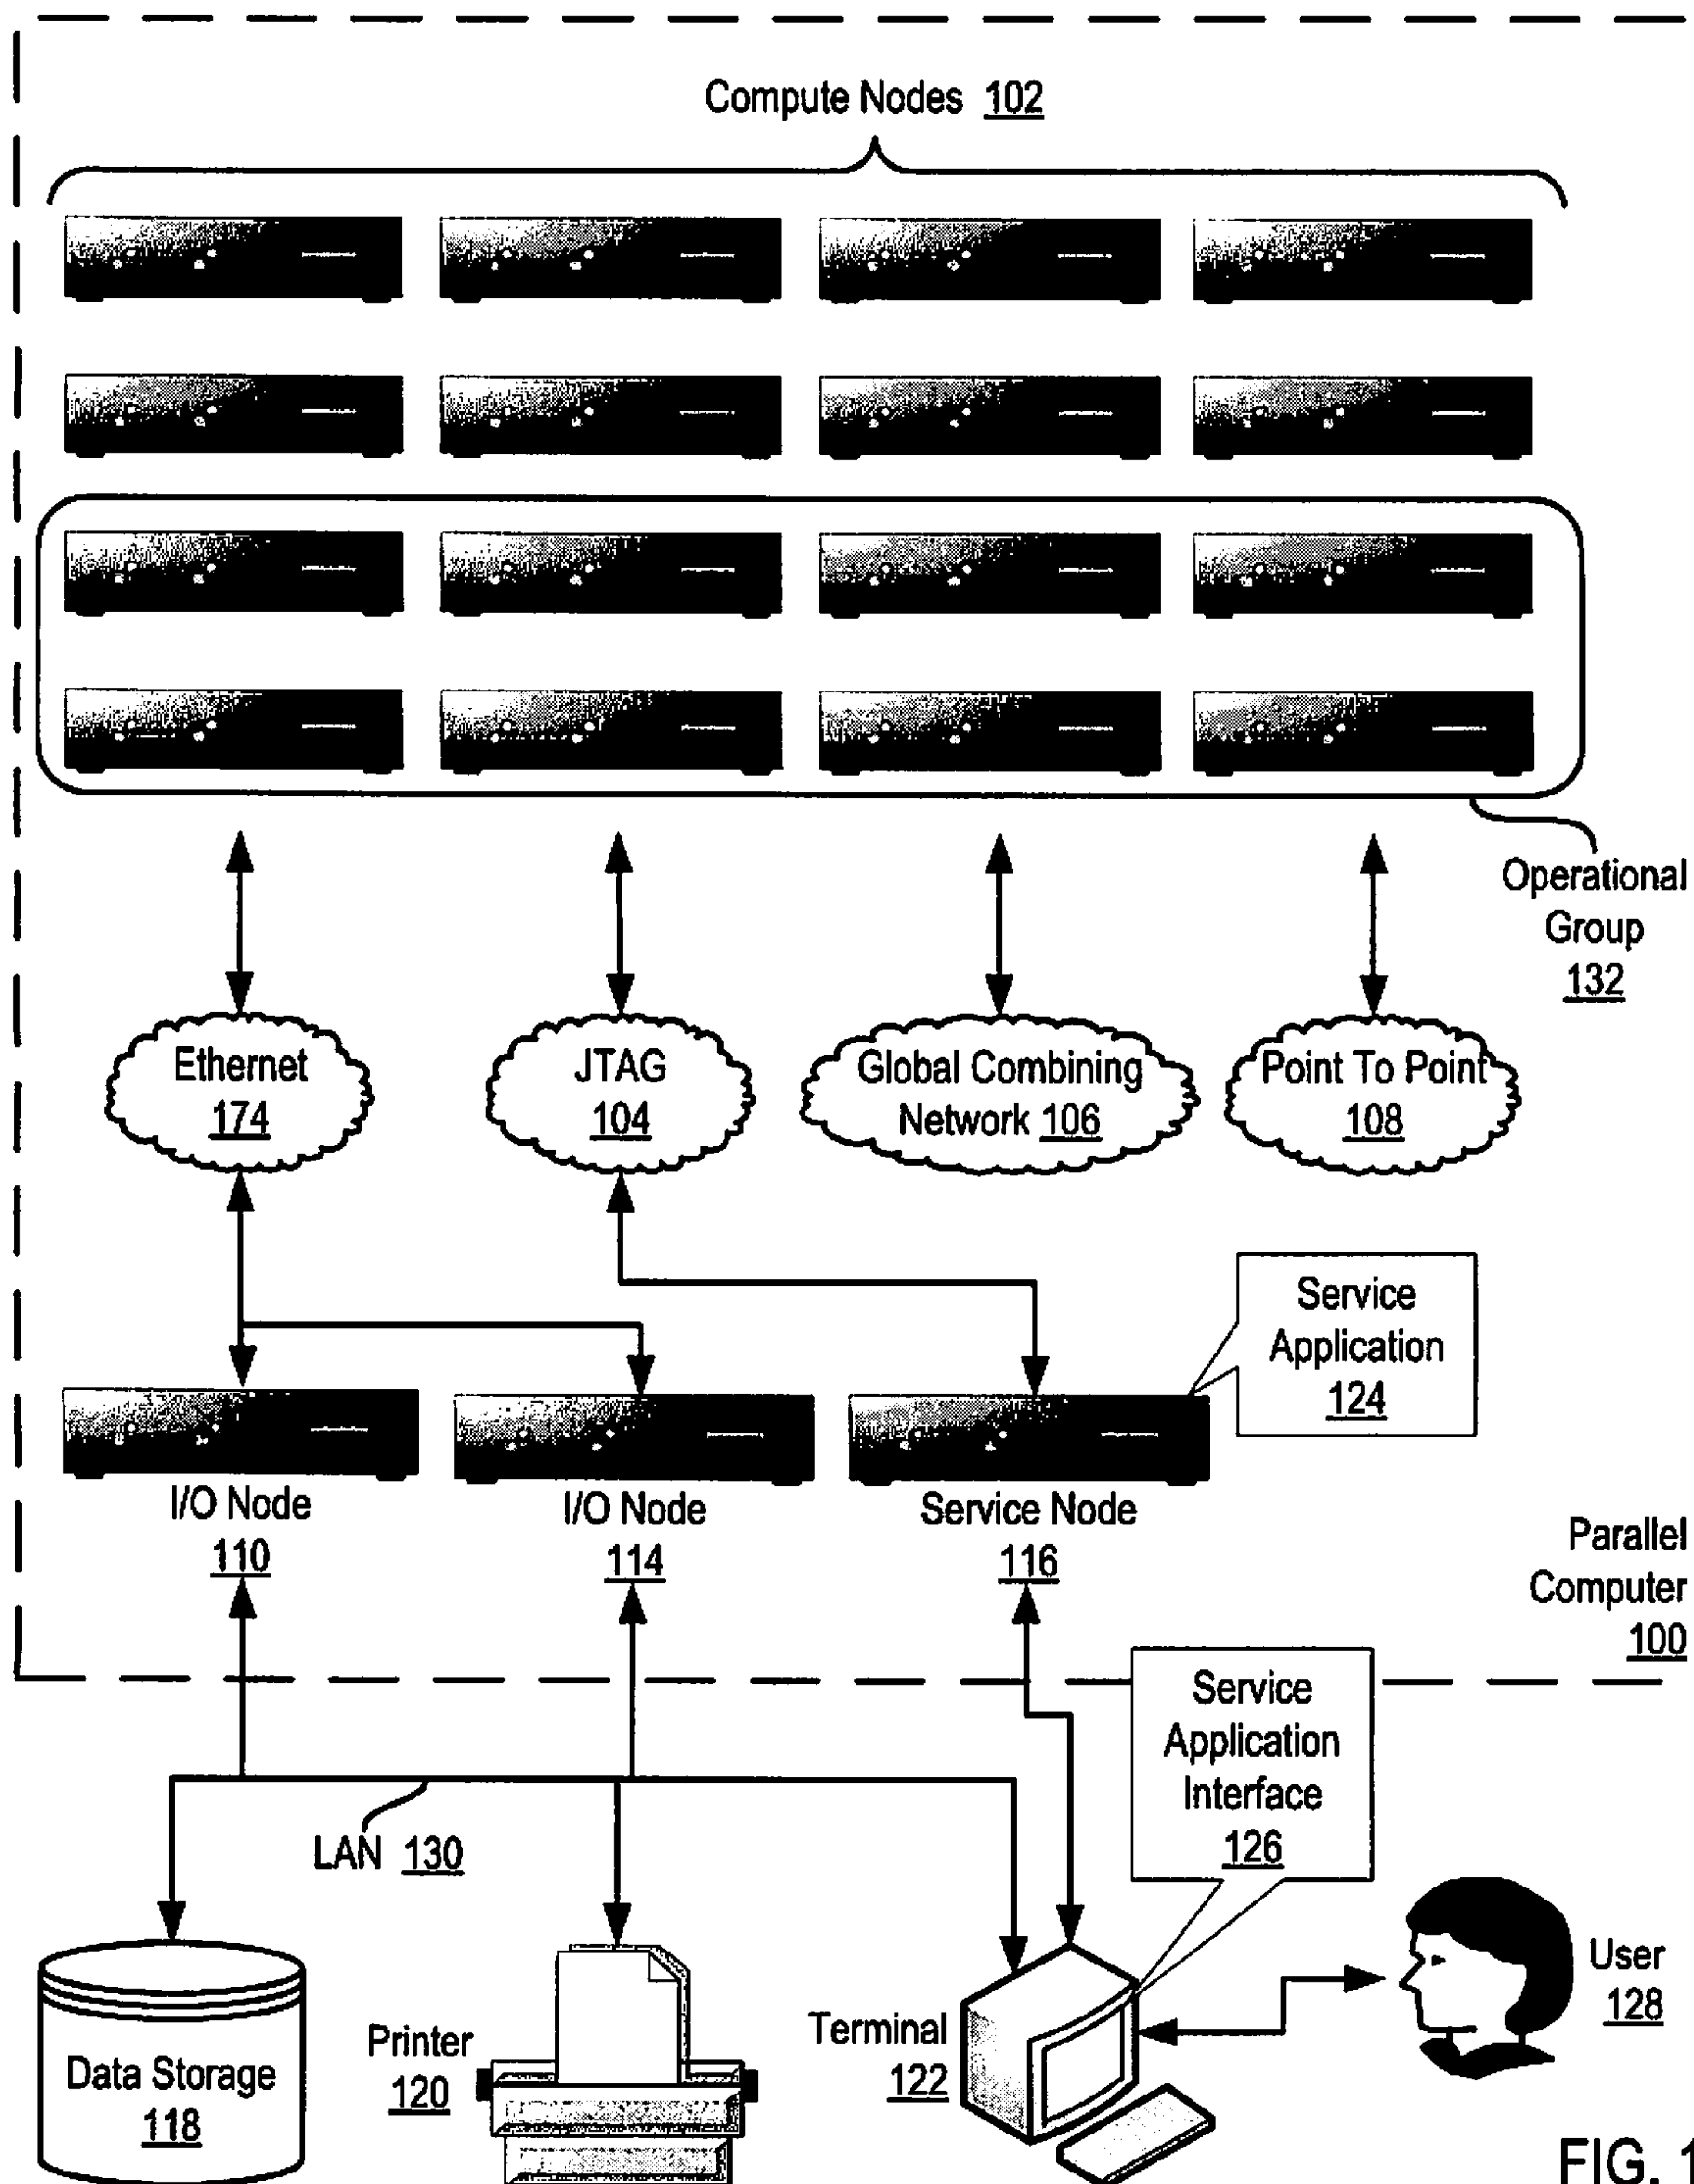 Compute Nodes 102
Operational
Group
132
Ethernet
174
JTAG
104
Global Combining
Network 106
Point To Point
108
Service
Application
124
I/O Node
110
I/O Node
114
Service Node
116
Parallel
Computer
100
Service
Application
Interface
126
LAN 130
Data Storage
118
Printer
120
Terminal
122
User
128
FIG. 1